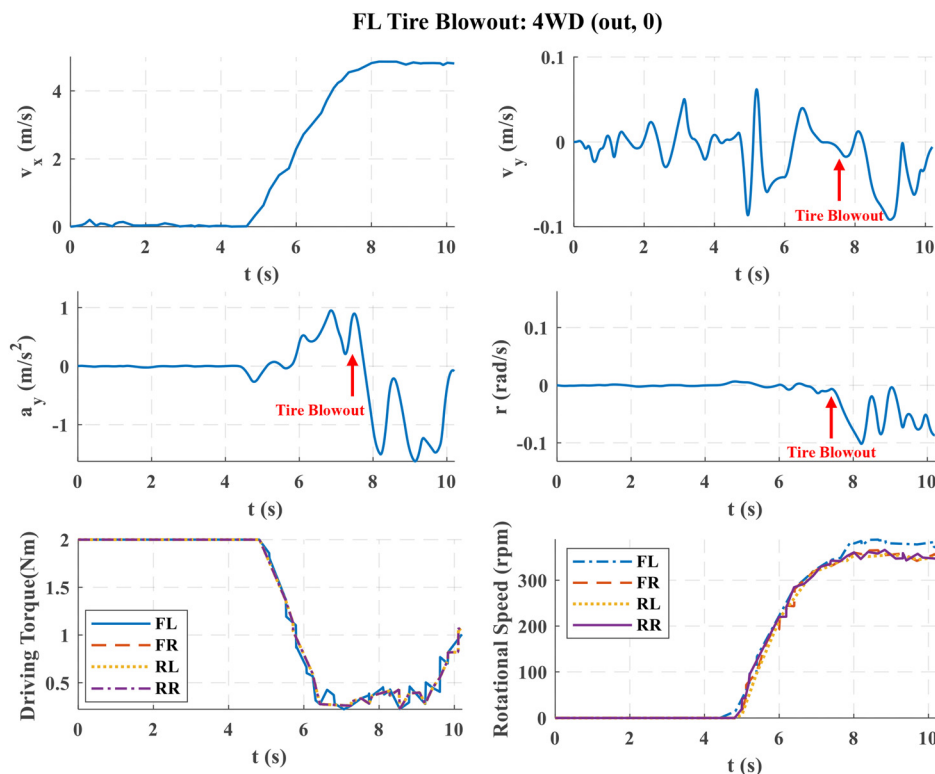 FL Tire Blowout: 4WD (out, 0)
v_x (m/s)
4
2
0
0 2 4 6 8 10
t (s)
v_y (m/s)
0.1
0
-0.1
Tire Blowout
0 2 4 6 8 10
t (s)
a_y (m/s²)
1
0
-1
Tire Blowout
0 2 4 6 8 10
t (s)
r (rad/s)
0.1
0
-0.1
Tire Blowout
0 2 4 6 8 10
t (s)
Driving Torque(Nm)
2
1.5
1
0.5
FL
FR
RL
RR
0 2 4 6 8 10
t (s)
Rotational Speed (rpm)
300
200
100
0
FL
FR
RL
RR
0 2 4 6 8 10
t (s)